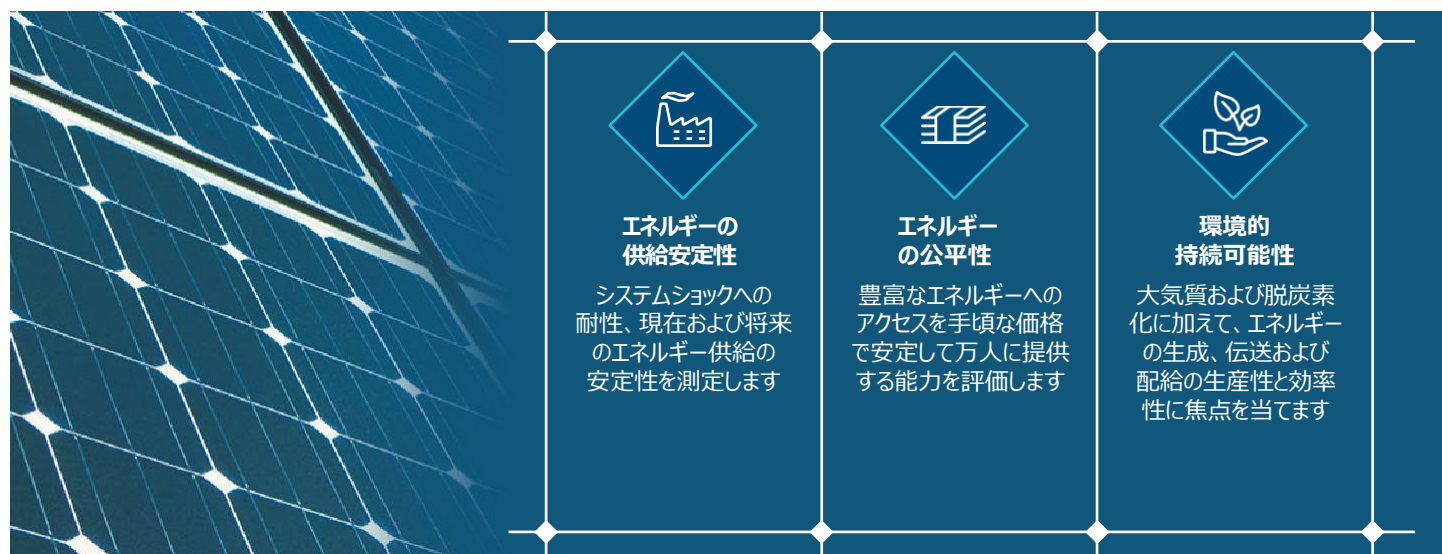 エネルギーの
供給安定性
システムショックへの
耐性、現在および将来
のエネルギー供給の
安定性を測定します
エネルギー
の公平性
豊富なエネルギーへの
アクセスを手頃な価格
で安定して万人に提供
する能力を評価します
環境的
持続可能性
大気質および脱炭素
化に加えて、エネルギー
の生成、伝送および
配給の生産性と効率
性に焦点を当てます